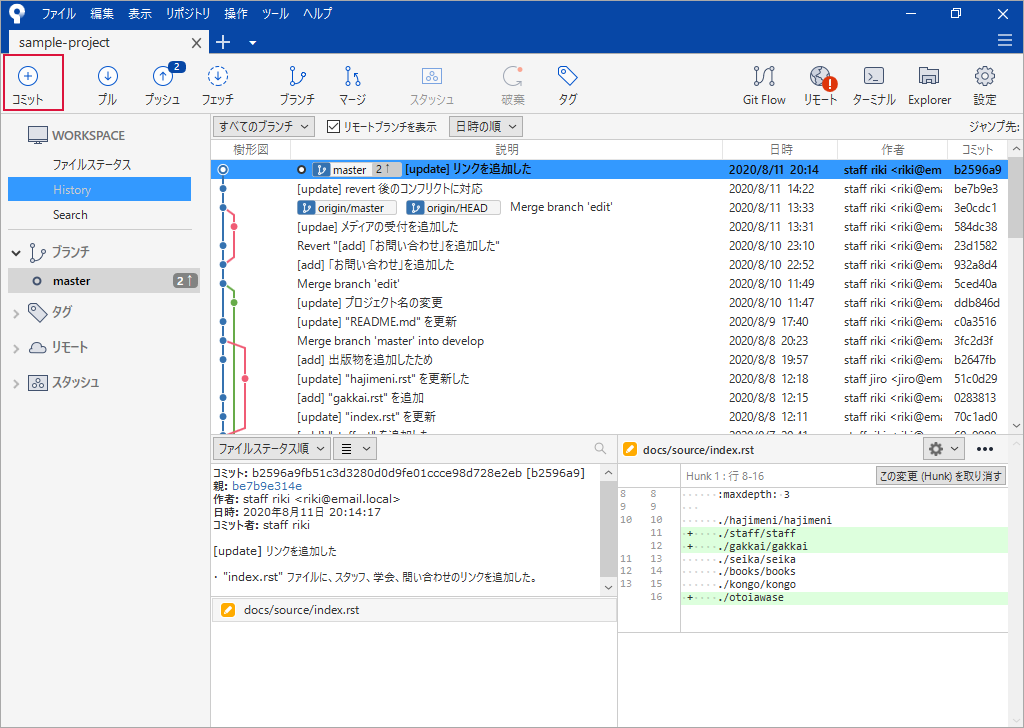 ファイル 編集 表示 リポジトリ 操作 ツール ヘルプ
sample-project
コミット プル 2 プッシュ フェッチ ブランチ マージ スタッシュ 破棄 タグ Git Flow リモート ターミナル Explorer 設定
WORKSPACE
ファイルステータス
History
Search
ブランチ
master 2↑
タグ
リモート
スタッシュ
すべてのブランチ リモートブランチを表示 日時の順 ジャンプ先:
樹形図 説明 日時 作者 コミット
master 2↑ [update] リンクを追加した 2020/8/11 20:14 staff riki <riki@em b2596a9
[update] revert 後のコンフリクトに対応 2020/8/11 14:22 staff riki <riki@ema be7b9e3
origin/master origin/HEAD Merge branch 'edit' 2020/8/11 13:33 staff riki <riki@ema 3e0cdc1
[updae] メディアの受付を追加した 2020/8/11 13:31 staff riki <riki@ema 584dc38
Revert "[add] 「お問い合わせ」を追加した" 2020/8/10 23:10 staff riki <riki@ema 23d1582
[add] 「お問い合わせ」を追加した 2020/8/10 22:52 staff riki <riki@ema 932a8d4
Merge branch 'edit' 2020/8/10 11:49 staff riki <riki@ema 5ced40a
[update] プロジェクト名の変更 2020/8/10 11:47 staff riki <riki@ema ddb846d
[update] "README.md" を更新 2020/8/9 17:40 staff riki <riki@ema c0a3516
Merge branch 'master' into develop 2020/8/8 20:23 staff riki <riki@ema 3fc2d3f
[add] 出版物を追加したため 2020/8/8 19:57 staff riki <riki@ema b2647fb
[update] "hajimeni.rst" を更新した 2020/8/8 12:18 staff jiro <jiro@ema 51c0d29
[add] "gakkai.rst" を追加 2020/8/8 12:15 staff riki <riki@ema 0283813
[update] "index.rst" を更新 2020/8/8 12:11 staff riki <riki@ema 70c1ad0
ファイルステータス順
コミット: b2596a9fb51c3d3280d0d9fe01ccce98d728e2eb [b2596a9]
親: be7b9e314e
作者: staff riki <riki@email.local>
日時: 2020年8月11日 20:14:17
コミット者: staff riki
[update] リンクを追加した
・ "index.rst" ファイルに、スタッフ、学会、問い合わせのリンクを追加した。
docs/source/index.rst
docs/source/index.rst
Hunk 1 : 行 8-16 この変更 (Hunk) を取り消す
8 8 :maxdepth: 3
9 9
10 10 ./hajimeni/hajimeni
11 + ./staff/staff
12 + ./gakkai/gakkai
11 13 ./seika/seika
12 14 ./books/books
13 15 ./kongo/kongo
16 + ./otoiawase